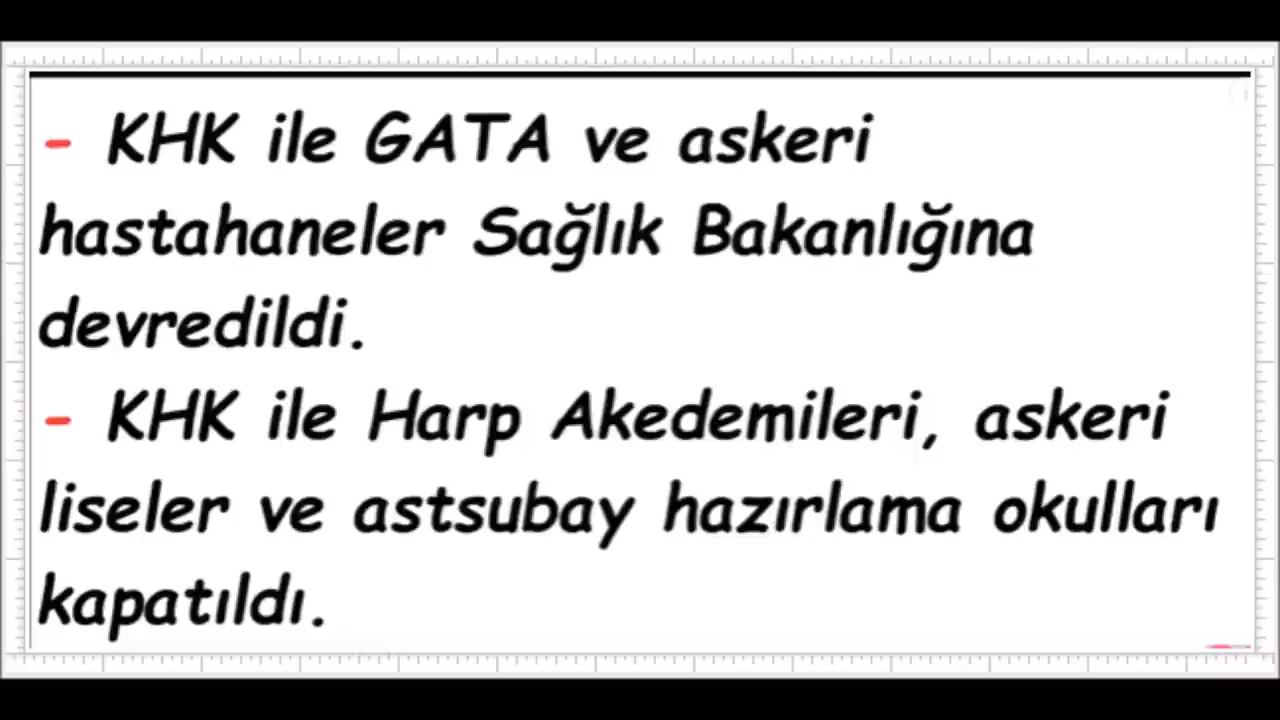 - KHK ile GATA ve askeri
hastahaneler Sağlık Bakanlığına
devredildi.
- KHK ile Harp Akedemileri, askeri
liseler ve astsubay hazırlama okulları
kapatıldı.